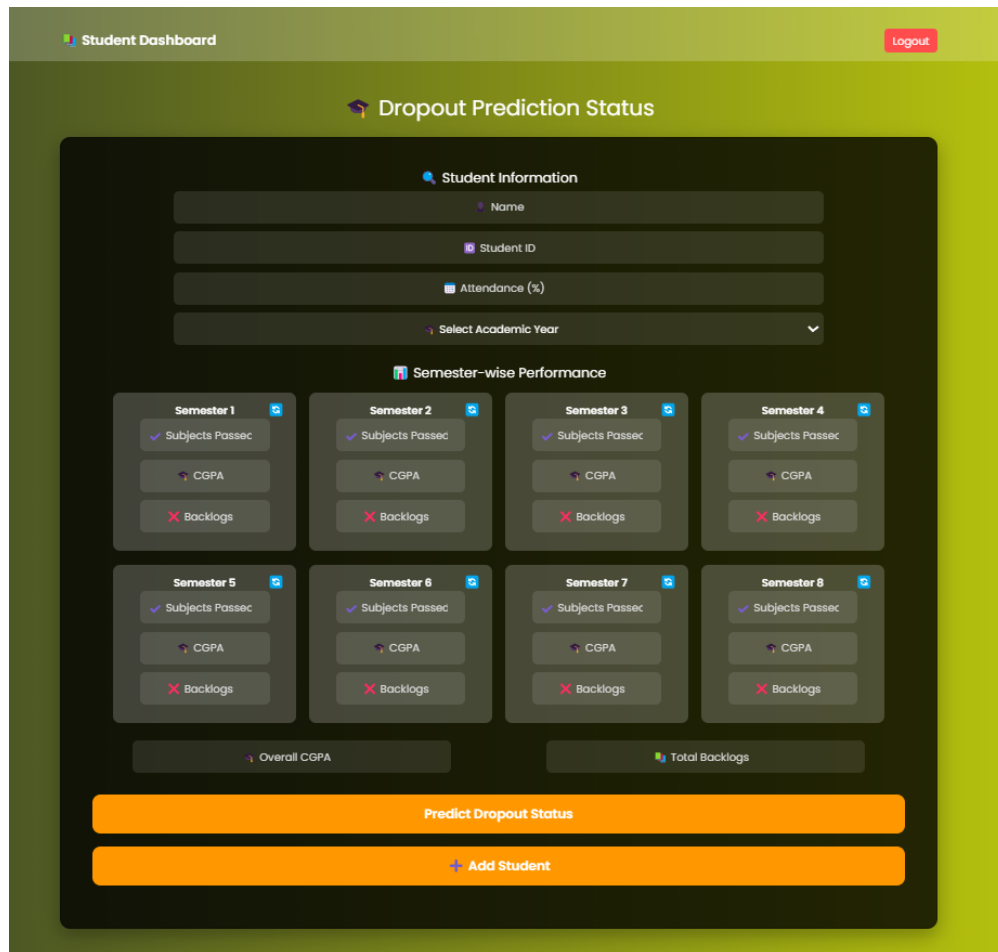 Student Dashboard Logout
Dropout Prediction Status
Student Information
Name
ID Student ID
Attendance (%)
Select Academic Year
Semester-wise Performance
Semester 1 Semester 2 Semester 3 Semester 4
Subjects Passec Subjects Passec Subjects Passec Subjects Passec
CGPA CGPA CGPA CGPA
Backlogs Backlogs Backlogs Backlogs
Semester 5 Semester 6 Semester 7 Semester 8
Subjects Passec Subjects Passec Subjects Passec Subjects Passec
CGPA CGPA CGPA CGPA
Backlogs Backlogs Backlogs Backlogs
Overall CGPA Total Backlogs
Predict Dropout Status
Add Student